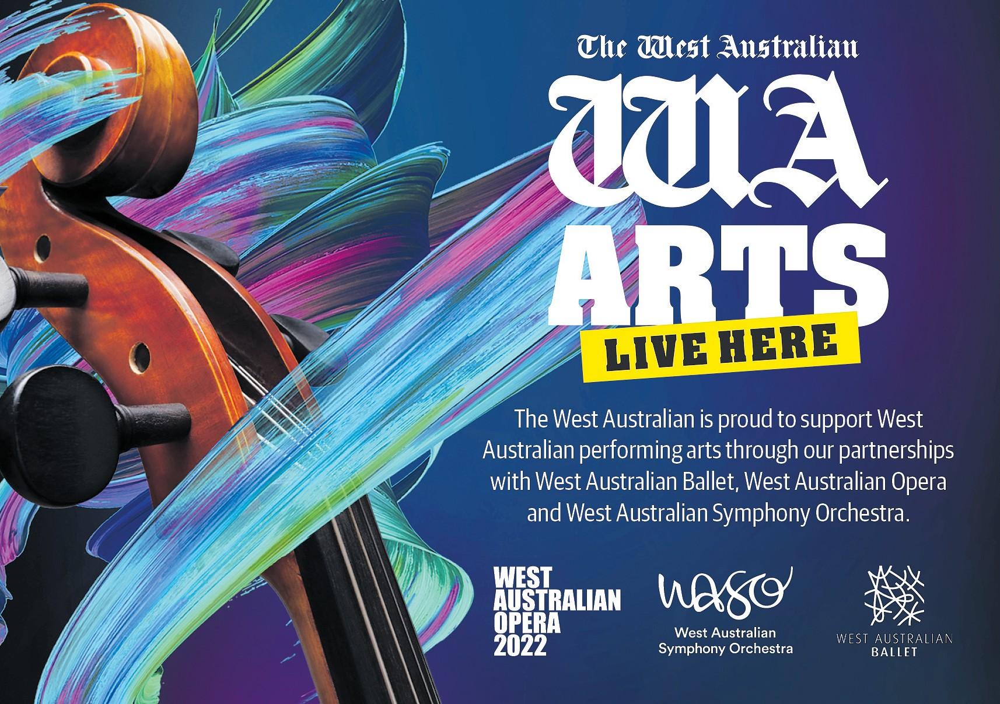 The West Australian
WA
ARTS
LIVE HERE
The West Australian is proud to support West
Australian performing arts through our partnerships
with West Australian Ballet, West Australian Opera
and West Australian Symphony Orchestra.
WEST
AUSTRALIAN
OPERA
2022
waso
West Australian
Symphony Orchestra
WEST AUSTRALIAN
BALLET